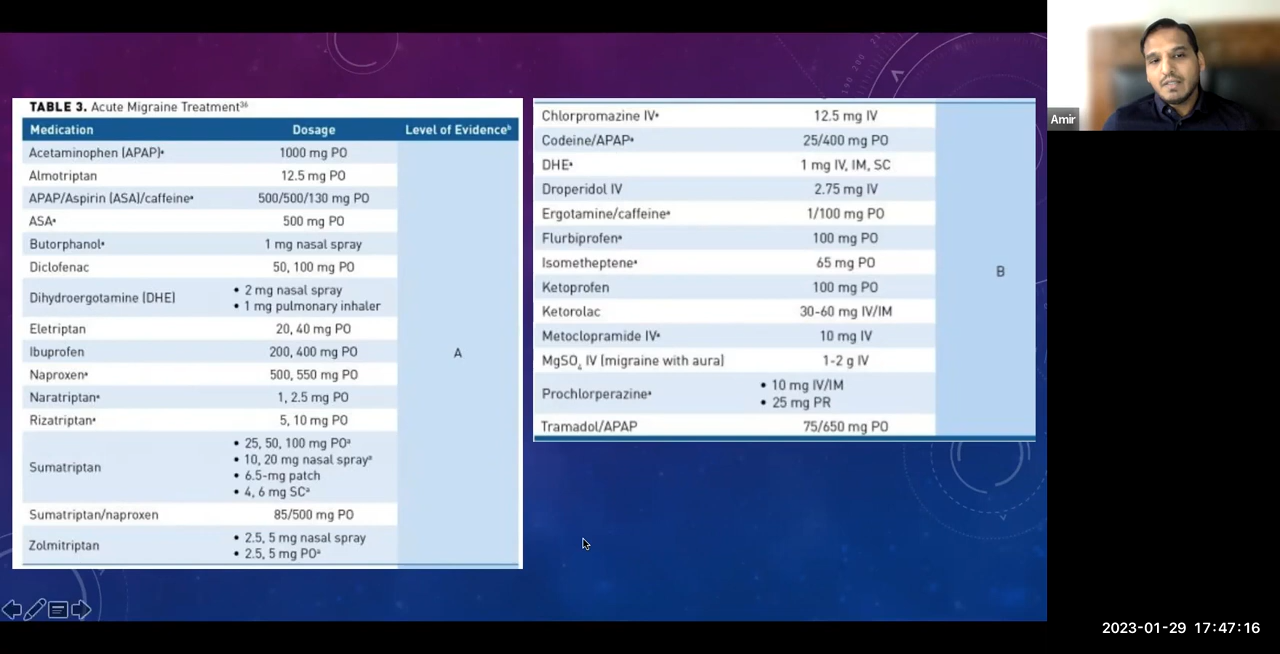 TABLE 3. Acute Migraine Treatment³⁶
Medication Dosage Level of Evidenceᵇ
Acetaminophen (APAP)ᵃ 1000 mg PO
Almotriptan 12.5 mg PO
APAP/Aspirin (ASA)/caffeineᵃ 500/500/130 mg PO
ASAᵃ 500 mg PO
Butorphanolᵃ 1 mg nasal spray
Diclofenac 50, 100 mg PO
Dihydroergotamine (DHE) • 2 mg nasal spray
• 1 mg pulmonary inhaler
Eletriptan 20, 40 mg PO
Ibuprofen 200, 400 mg PO
A
Naproxenᵃ 500, 550 mg PO
Naratriptanᵃ 1, 2.5 mg PO
Rizatriptanᵃ 5, 10 mg PO
Sumatriptan • 25, 50, 100 mg POᵃ
• 10, 20 mg nasal sprayᵃ
• 6.5-mg patch
• 4, 6 mg SCᵃ
Sumatriptan/naproxen 85/500 mg PO
Zolmitriptan • 2.5, 5 mg nasal spray
• 2.5, 5 mg POᵃ
Chlorpromazine IVᵃ 12.5 mg IV
Codeine/APAPᵃ 25/400 mg PO
DHEᵃ 1 mg IV, IM, SC
Droperidol IV 2.75 mg IV
Ergotamine/caffeineᵃ 1/100 mg PO
Flurbiprofenᵃ 100 mg PO
Isomethepteneᵃ 65 mg PO
B
Ketoprofen 100 mg PO
Ketorolac 30-60 mg IV/IM
Metoclopramide IVᵃ 10 mg IV
MgSO₄ IV (migraine with aura) 1-2 g IV
Prochlorperazineᵃ • 10 mg IV/IM
• 25 mg PR
Tramadol/APAP 75/650 mg PO
Amir
2023-01-29 17:47:16